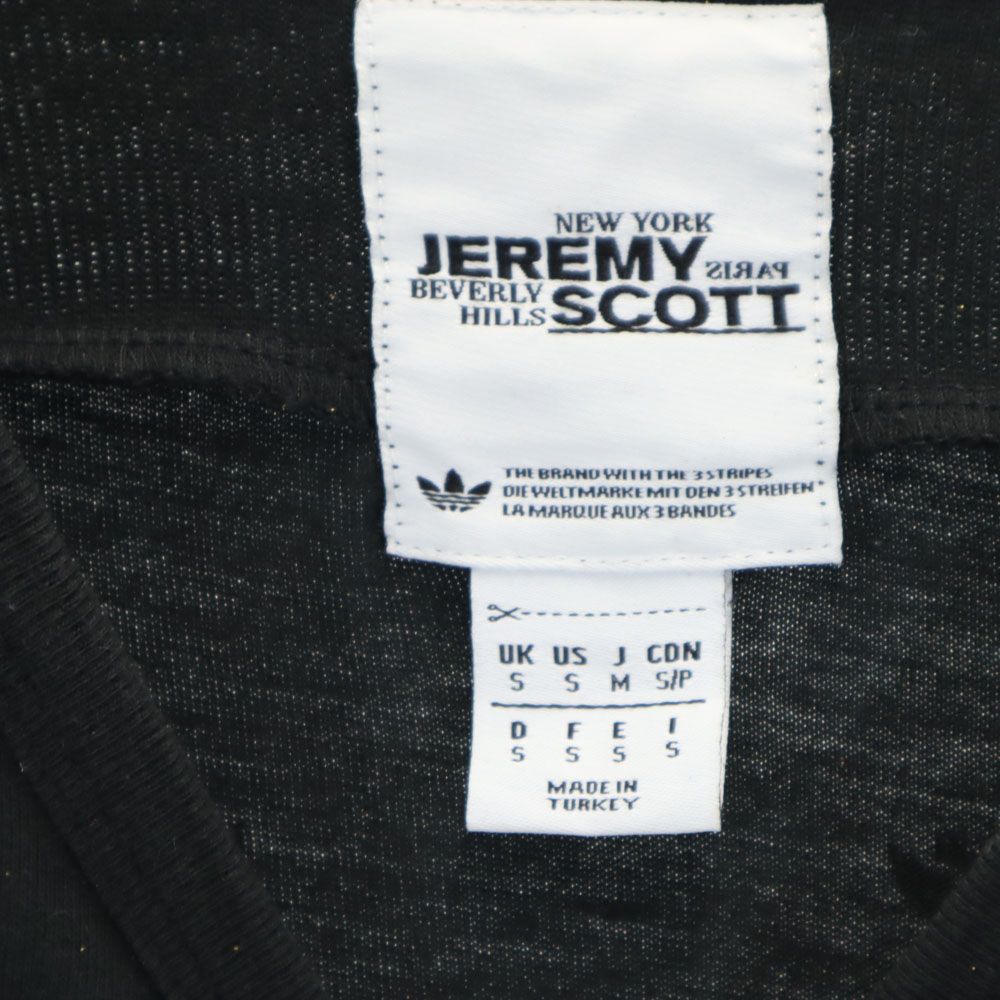 NEW YORK
JEREMY PARIS
BEVERLY SCOTT
HILLS
THE BRAND WITH THE 3 STRIPES
DIE WELTMARKE MIT DEN 3 STREIFEN
LA MARQUE AUX 3 BANDES
UK US J CDN
S S M S/P
D F E I
S S S S
MADE IN
TURKEY